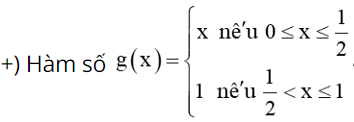 +) Hàm số g(x) = { x nếu 0 ≤ x ≤ 1/2
1 nếu 1/2 < x ≤ 1